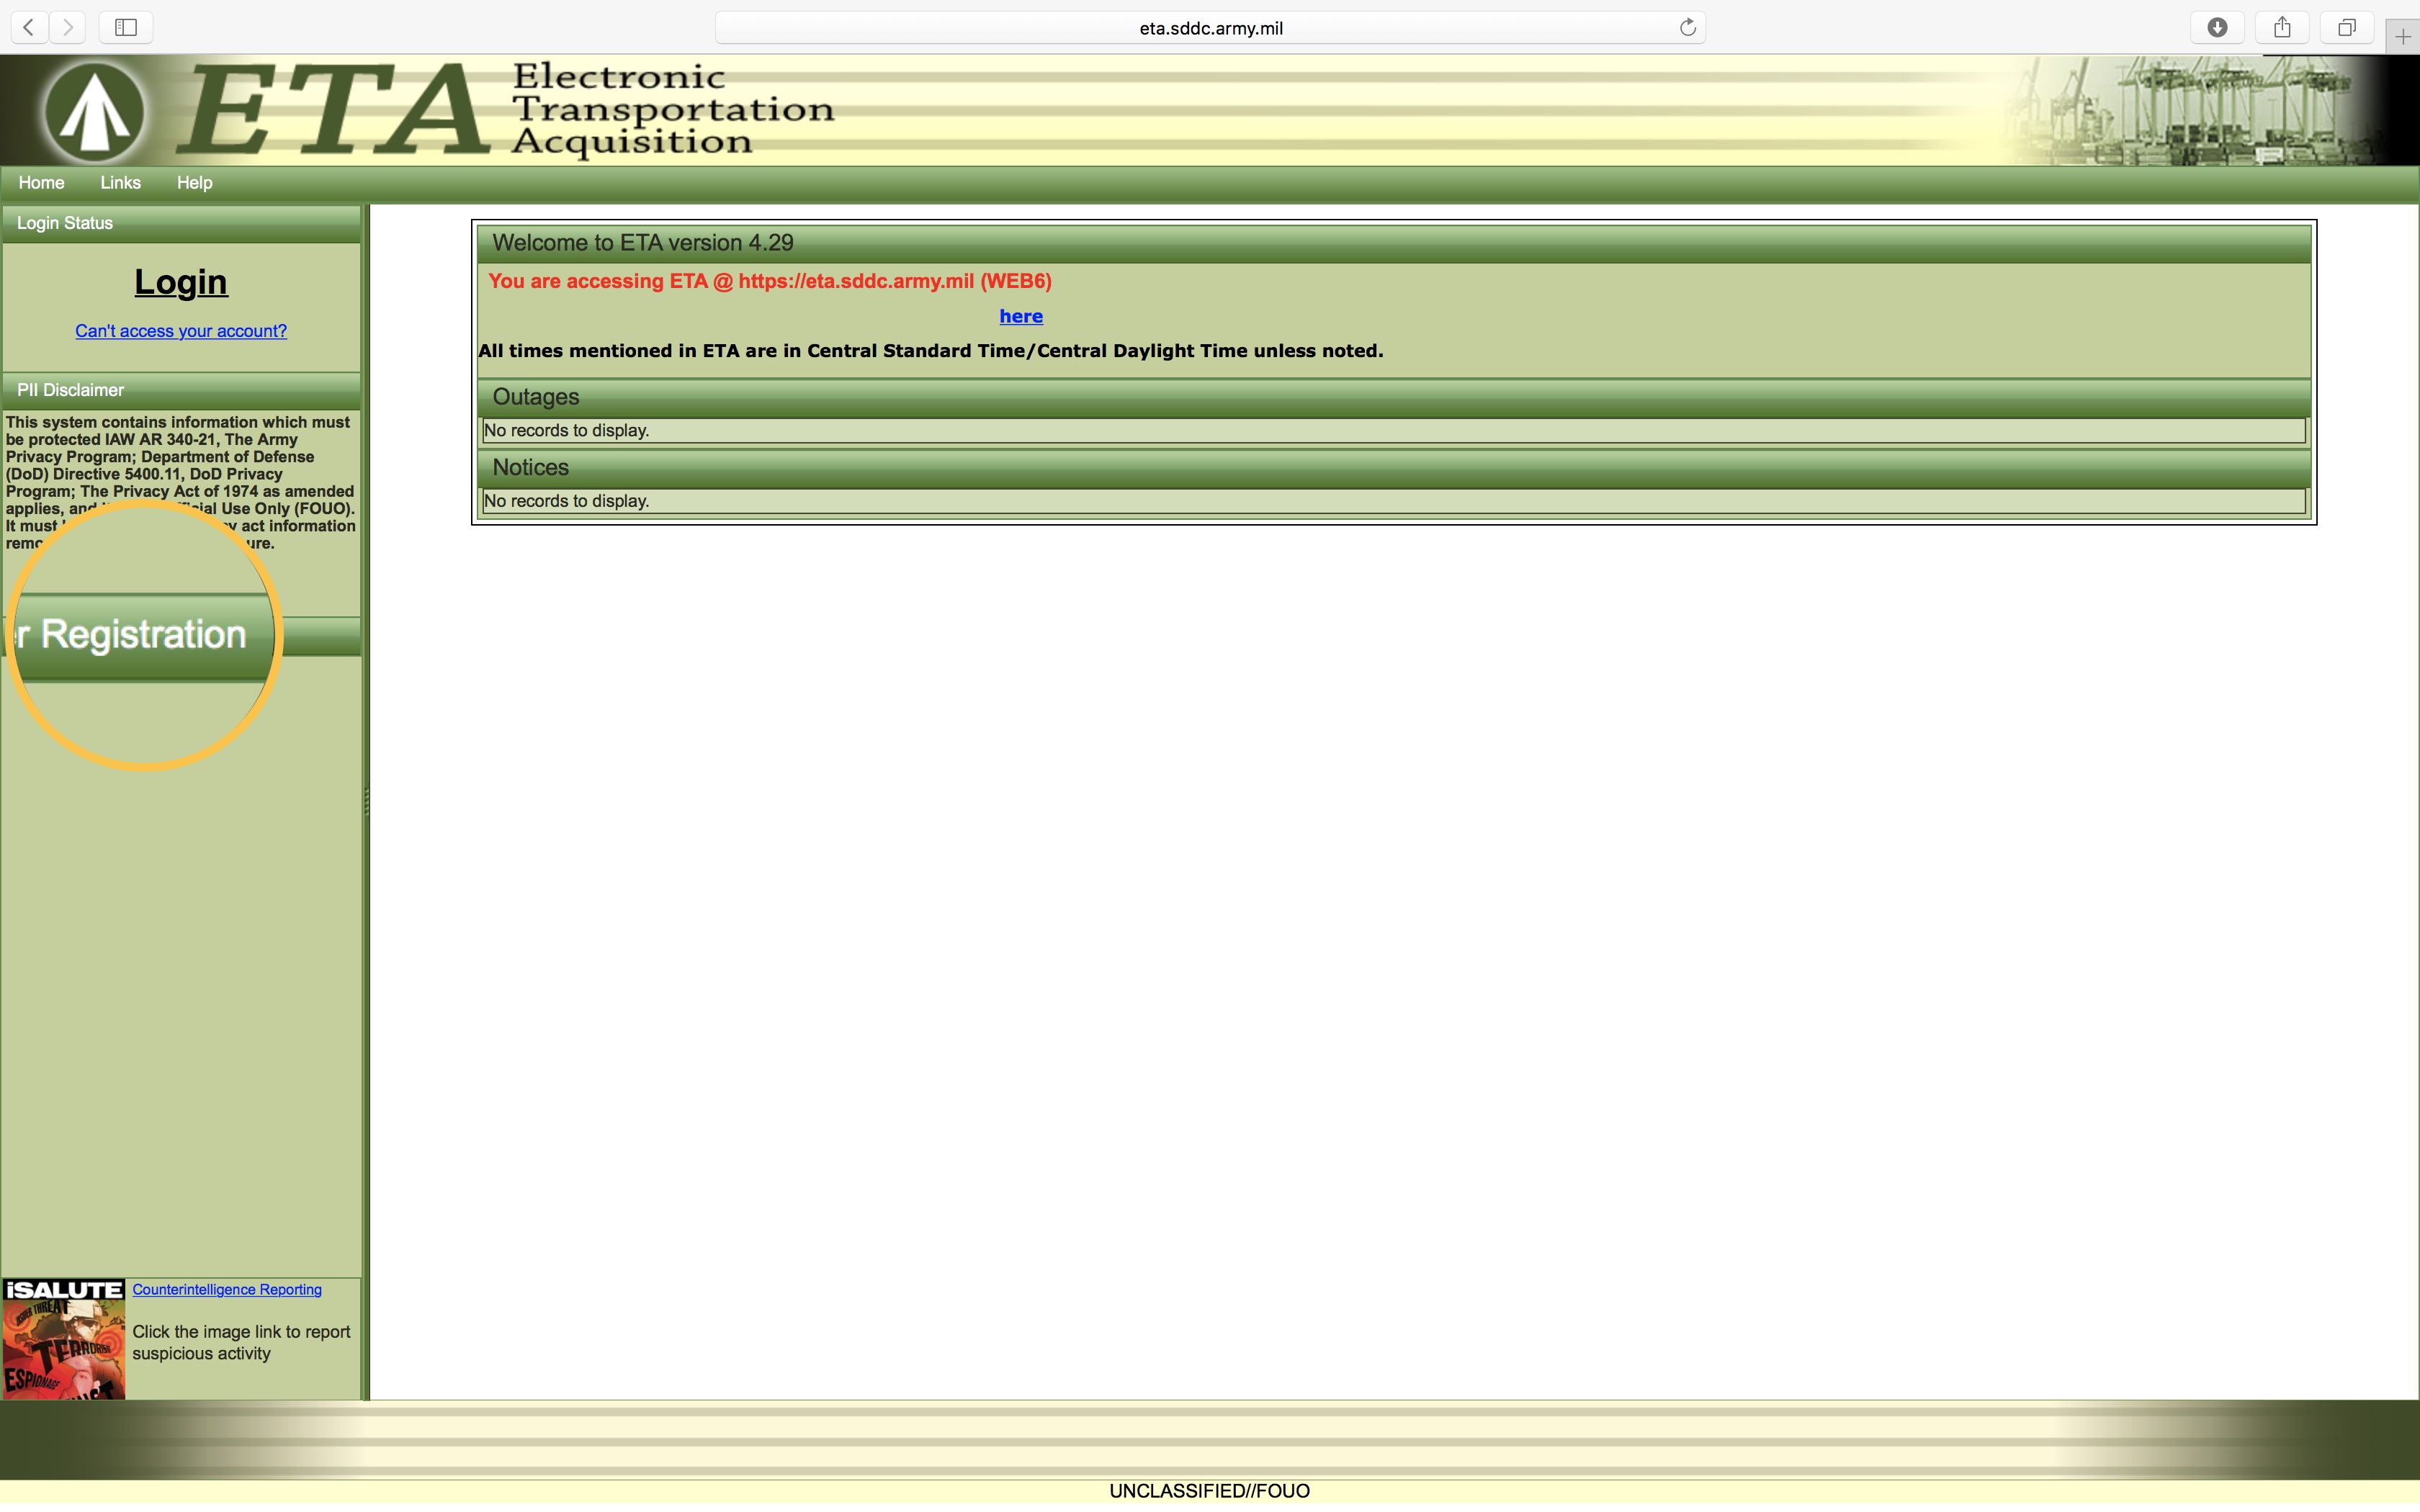 eta.sddc.army.mil
ETA
Electronic
Transportation
Acquisition
Home Links Help
Login Status
Login
Can't access your account?
PII Disclaimer
This system contains information which must
be protected IAW AR 340-21, The Army
Privacy Program; Department of Defense
(DoD) Directive 5400.11, DoD Privacy
Program; The Privacy Act of 1974 as amended
applies, and Use Only (FOUO).
It must act information
r Registration
Welcome to ETA version 4.29
You are accessing ETA @ https://eta.sddc.army.mil (WEB6)
here
All times mentioned in ETA are in Central Standard Time/Central Daylight Time unless noted.
Outages
No records to display.
Notices
No records to display.
iSALUTE
THREAT
TERRORISM
ESPIONAGE
Counterintelligence Reporting
Click the image link to report
suspicious activity
UNCLASSIFIED//FOUO